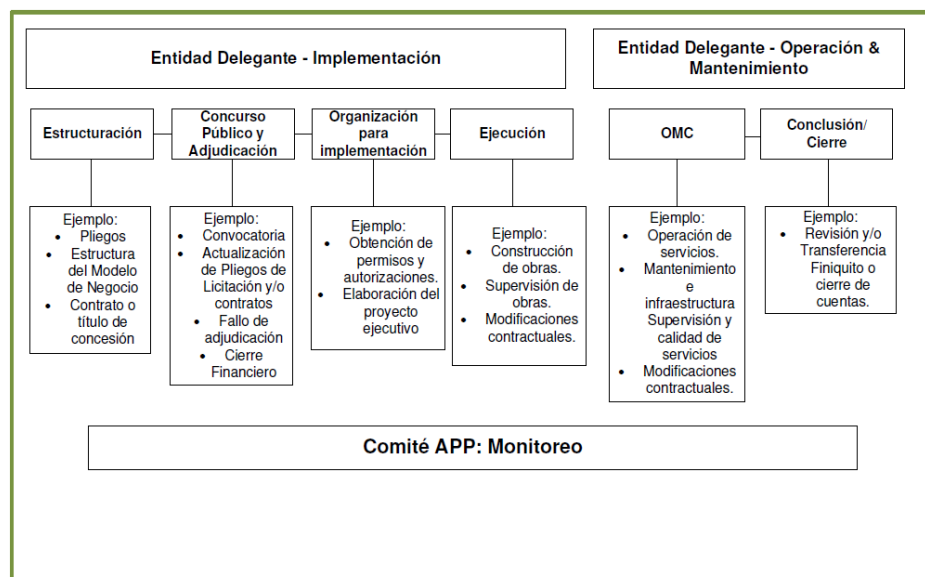 Entidad Delegante - Implementación
Entidad Delegante - Operación &
Mantenimiento
Estructuración
Concurso
Público y
Adjudicación
Organización
para
implementación
Ejecución
OMC
Conclusión/
Cierre
Ejemplo:
• Pliegos
• Estructura
del Modelo
de Negocio
• Contrato o
título de
concesión
Ejemplo:
• Convocatoria
• Actualización
de Pliegos de
Licitación y/o
contratos
• Fallo de
adjudicación
• Cierre
Financiero
Ejemplo:
• Obtención de
permisos y
autorizaciones.
• Elaboración del
proyecto
ejecutivo
Ejemplo:
• Construcción
de obras.
• Supervisión de
obras.
• Modificaciones
contractuales.
Ejemplo:
• Operación de
servicios.
• Mantenimiento
e
infraestructura
Supervisión y
calidad de
servicios
• Modificaciones
contractuales.
Ejemplo:
• Revisión y/o
Transferencia
Finiquito o
cierre de
cuentas.
Comité APP: Monitoreo